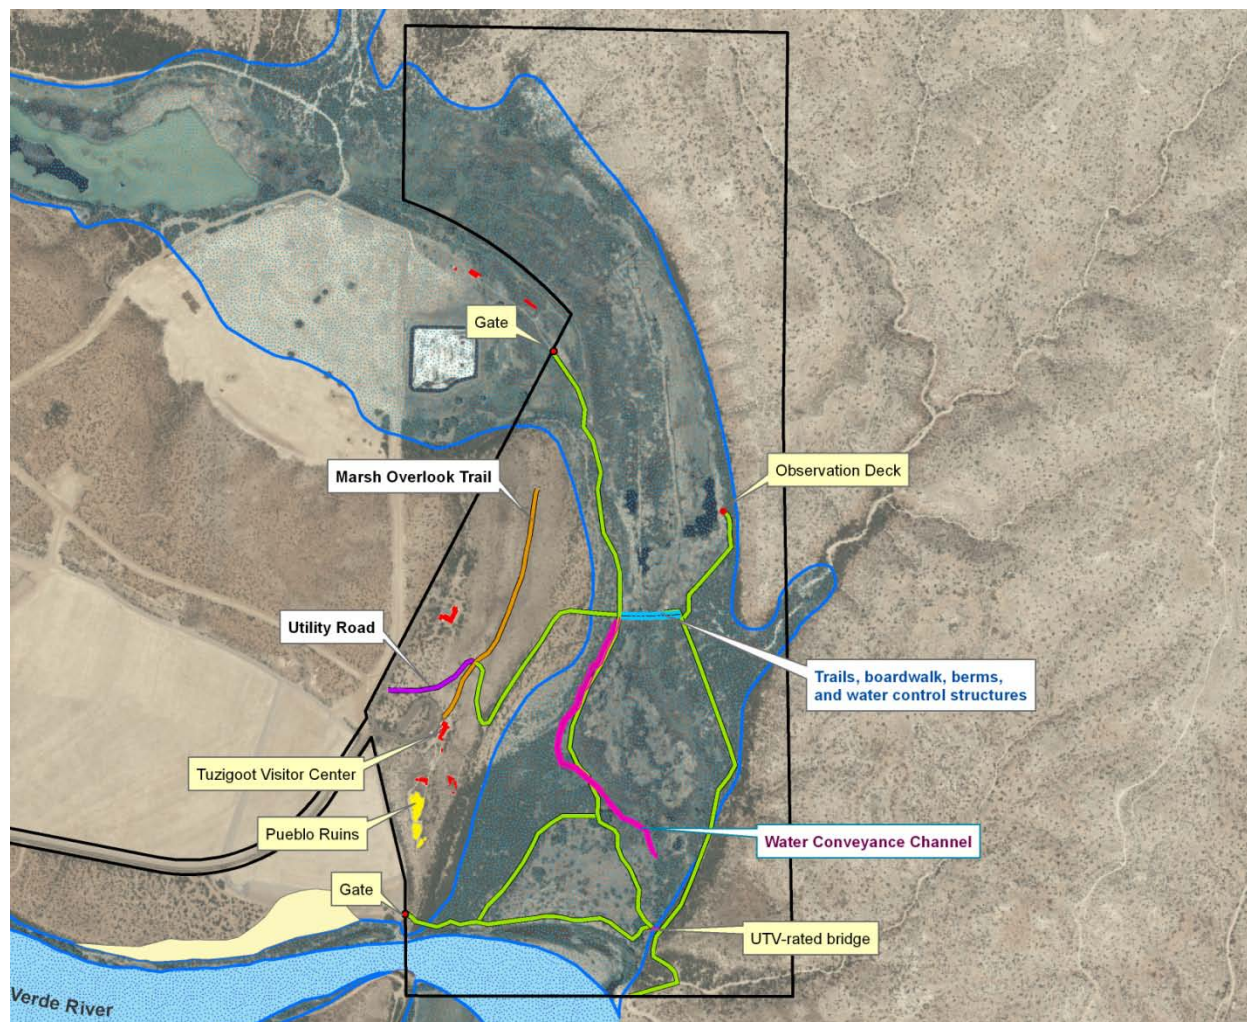 Gate
Marsh Overlook Trail
Observation Deck
Utility Road
Trails, boardwalk, berms,
and water control structures
Tuzigoot Visitor Center
Pueblo Ruins
Water Conveyance Channel
Gate
UTV-rated bridge
Verde River